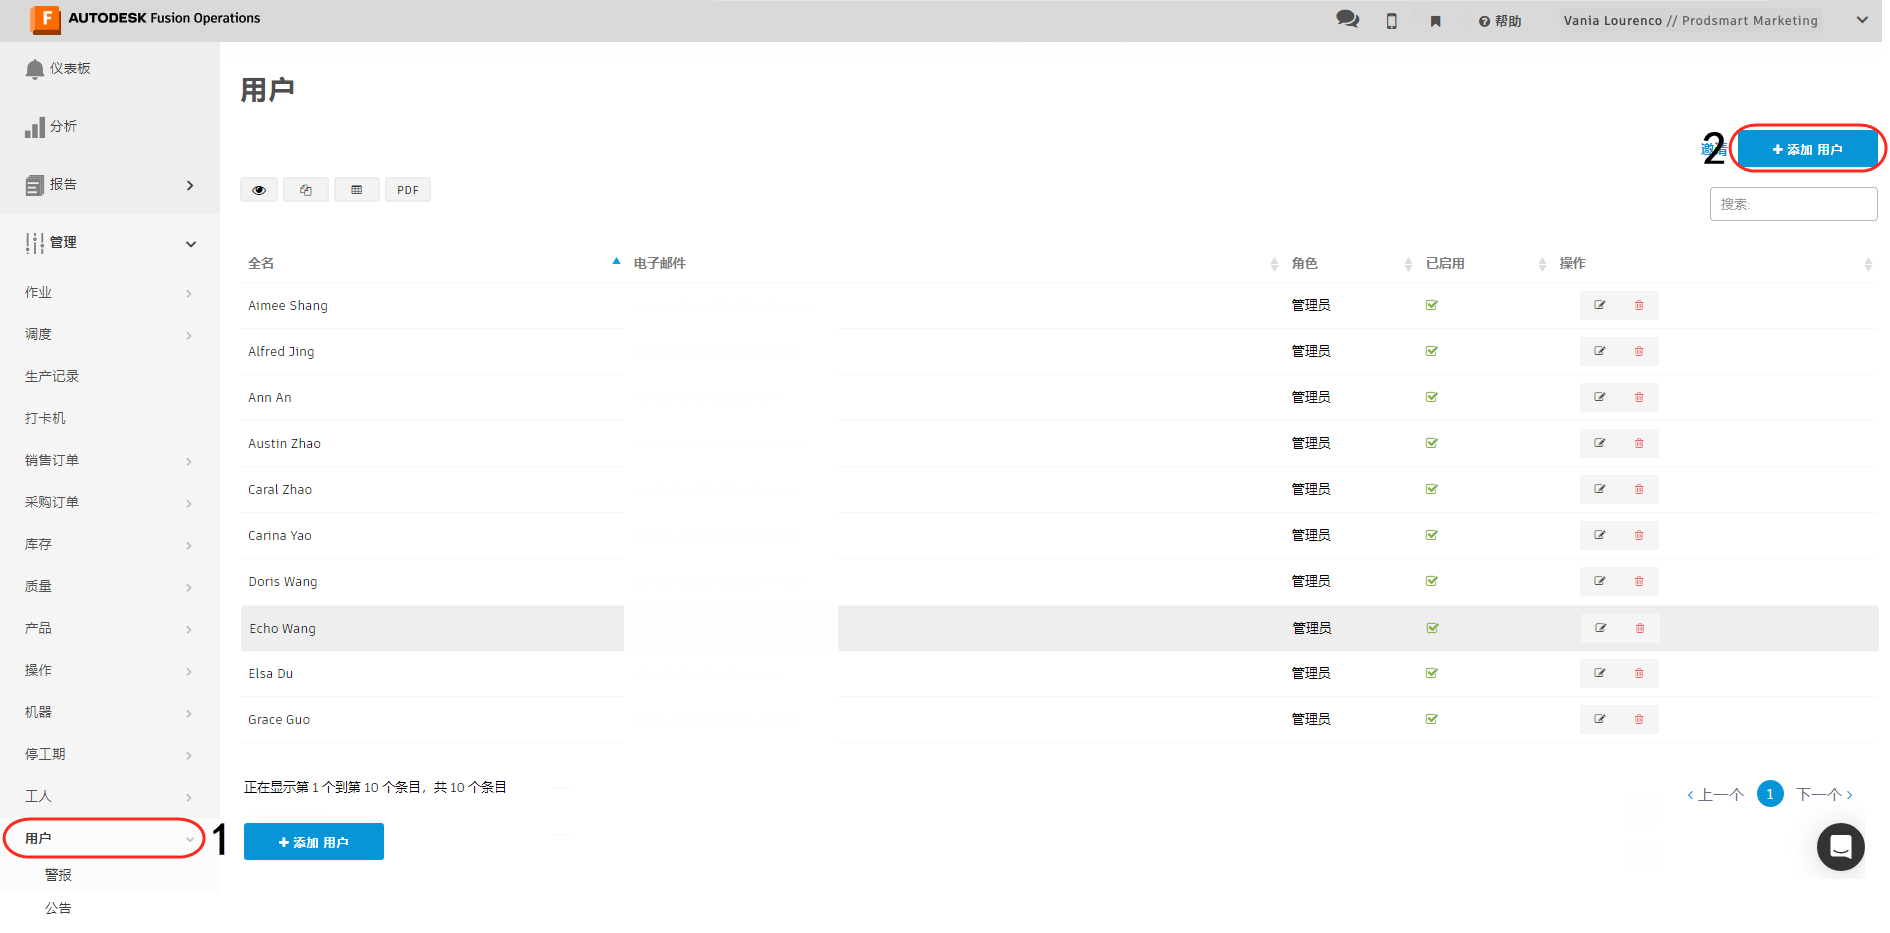 F AUTODESK Fusion Operations
帮助
Vania Lourenco // Prodsmart Marketing
仪表板
分析
报告
管理
作业
调度
生产记录
打卡机
销售订单
采购订单
库存
质量
产品
操作
机器
停工期
工人
用户
1
警报
公告
用户
邀请
2
添加 用户
PDF
搜索:
全名 电子邮件 角色 已启用 操作
Aimee Shang 管理员
Alfred Jing 管理员
Ann An 管理员
Austin Zhao 管理员
Caral Zhao 管理员
Carina Yao 管理员
Doris Wang 管理员
Echo Wang 管理员
Elsa Du 管理员
Grace Guo 管理员
正在显示第 1 个到第 10 个条目，共 10 个条目
上一个 1 下一个
添加 用户